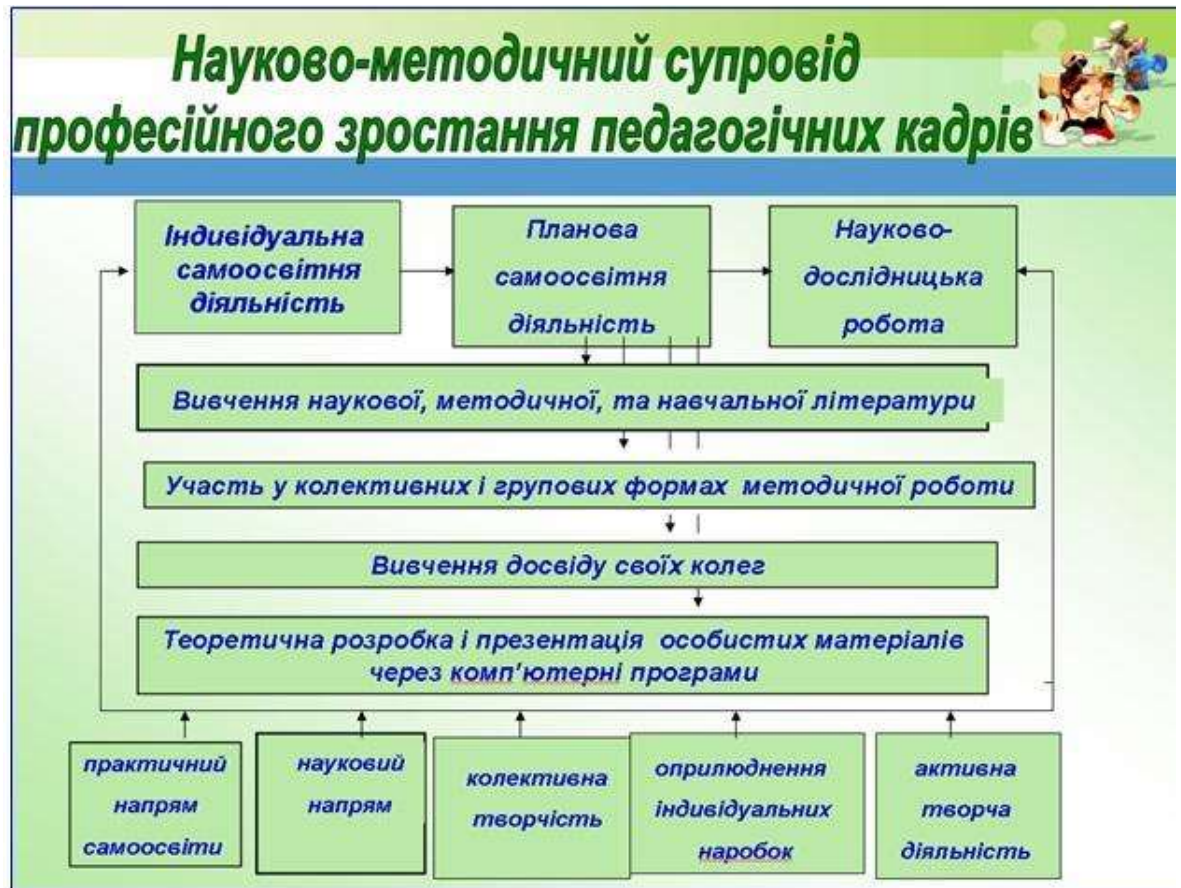 Науково-методичний супровід
професійного зростання педагогічних кадрів
Індивідуальна
самоосвітня
діяльність
Планова
самоосвітня
діяльність
Науково-
дослідницька
робота
Вивчення наукової, методичної, та навчальної літератури
Участь у колективних і групових формах методичної роботи
Вивчення досвіду своїх колег
Теоретична розробка і презентація особистих матеріалів
через комп'ютерні програми
практичний
напрям
самоосвіти
науковий
напрям
колективна
творчість
оприлюднення
індивідуальних
наробок
активна
творча
діяльність